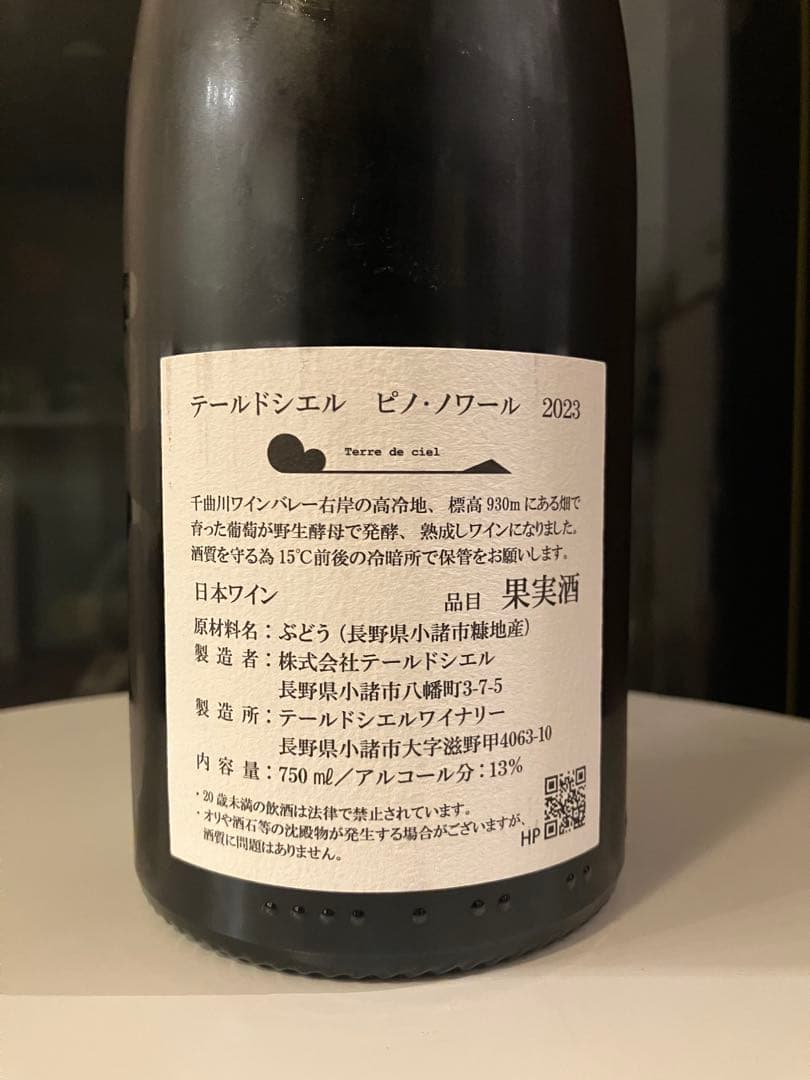 テールドシエル ピノ・ノワール 2023
Terre de ciel
千曲川ワインバレー右岸の高冷地、標高930mにある畑で
育った葡萄が野生酵母で発酵、熟成しワインになりました。
酒質を守る為15℃前後の冷暗所で保管をお願いします。
日本ワイン 品目 果実酒
原材料名：ぶどう（長野県小諸市糠地産）
製造者：株式会社テールドシエル
長野県小諸市八幡町3-7-5
製造所：テールドシエルワイナリー
長野県小諸市大字滋野甲4063-10
内容量：750㎖／アルコール分：13%
・20歳未満の飲酒は法律で禁止されています。
・オリや酒石等の沈殿物が発生する場合がございますが、
酒質に問題はありません。
HP